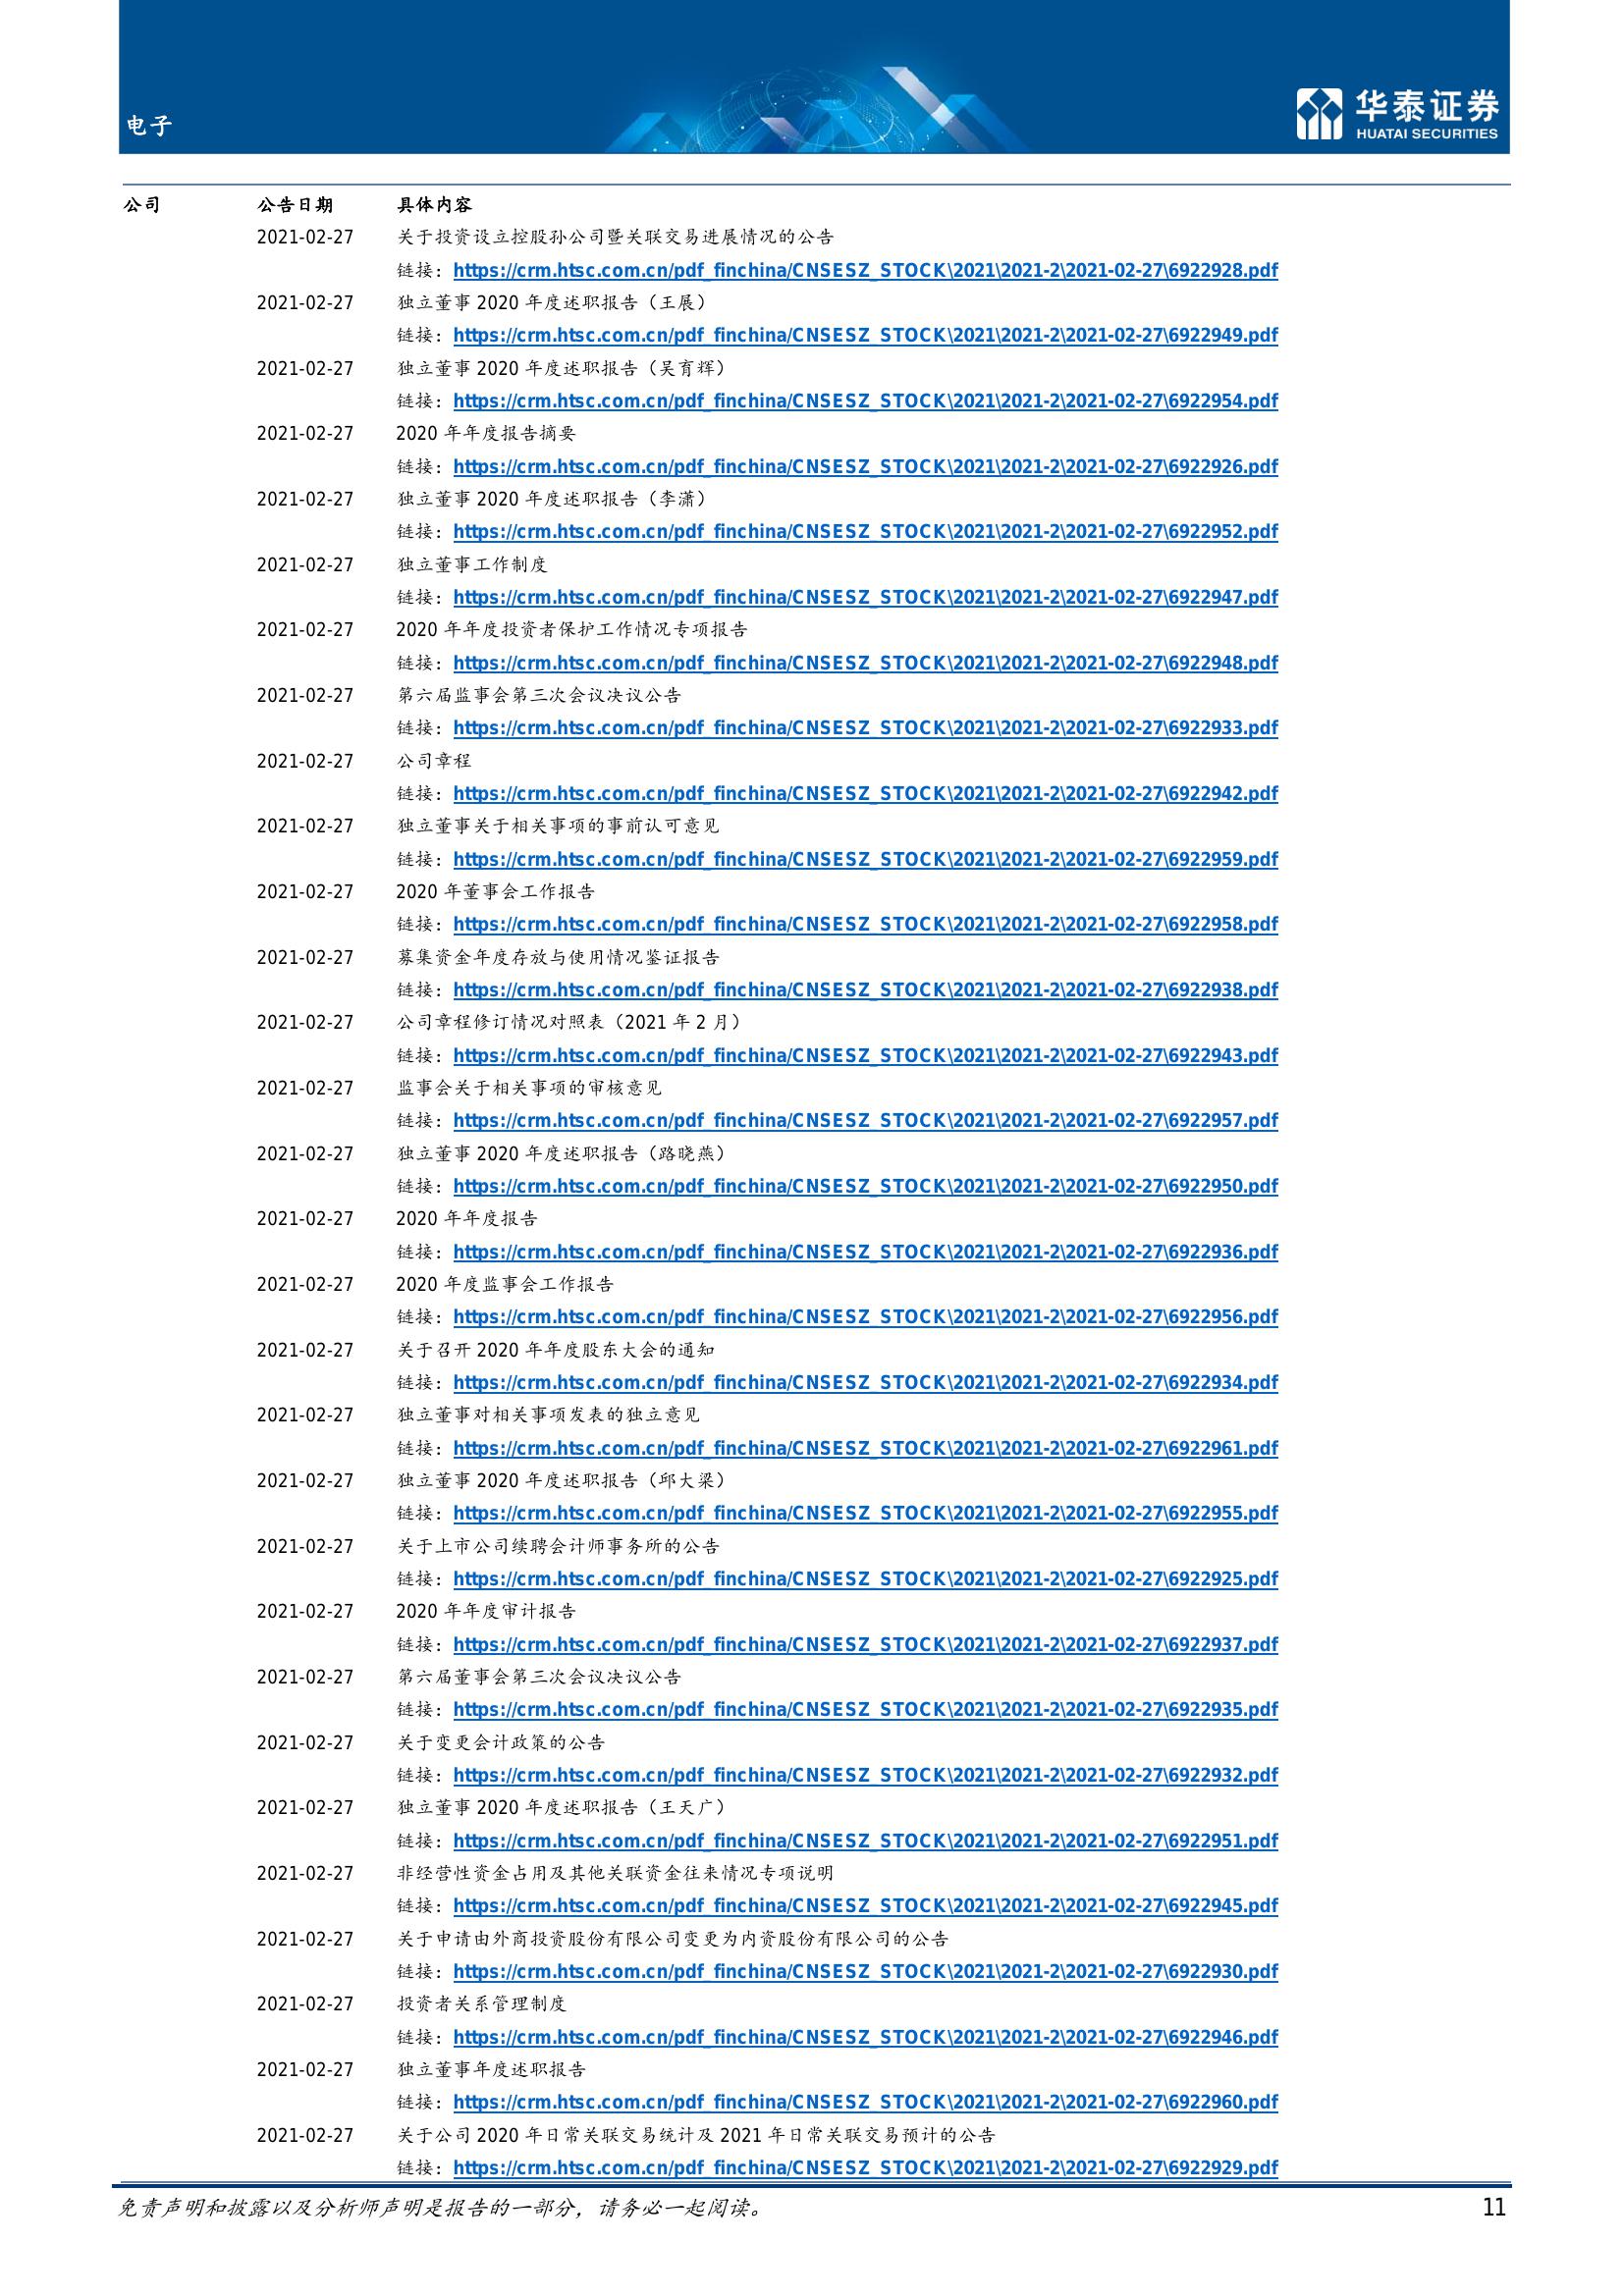 电子
华泰证券
HUATAI SECURITIES
公司 公告日期 具体内容
2021-02-27 关于投资设立控股孙公司暨关联交易进展情况的公告
链接：https://crm.htsc.com.cn/pdf_finchina/CNSESZ_STOCK\2021\2021-2\2021-02-27\6922928.pdf
2021-02-27 独立董事 2020 年度述职报告（王展）
链接：https://crm.htsc.com.cn/pdf_finchina/CNSESZ_STOCK\2021\2021-2\2021-02-27\6922949.pdf
2021-02-27 独立董事 2020 年度述职报告（吴育辉）
链接：https://crm.htsc.com.cn/pdf_finchina/CNSESZ_STOCK\2021\2021-2\2021-02-27\6922954.pdf
2021-02-27 2020 年年度报告摘要
链接：https://crm.htsc.com.cn/pdf_finchina/CNSESZ_STOCK\2021\2021-2\2021-02-27\6922926.pdf
2021-02-27 独立董事 2020 年度述职报告（李潇）
链接：https://crm.htsc.com.cn/pdf_finchina/CNSESZ_STOCK\2021\2021-2\2021-02-27\6922952.pdf
2021-02-27 独立董事工作制度
链接：https://crm.htsc.com.cn/pdf_finchina/CNSESZ_STOCK\2021\2021-2\2021-02-27\6922947.pdf
2021-02-27 2020 年年度投资者保护工作情况专项报告
链接：https://crm.htsc.com.cn/pdf_finchina/CNSESZ_STOCK\2021\2021-2\2021-02-27\6922948.pdf
2021-02-27 第六届监事会第三次会议决议公告
链接：https://crm.htsc.com.cn/pdf_finchina/CNSESZ_STOCK\2021\2021-2\2021-02-27\6922933.pdf
2021-02-27 公司章程
链接：https://crm.htsc.com.cn/pdf_finchina/CNSESZ_STOCK\2021\2021-2\2021-02-27\6922942.pdf
2021-02-27 独立董事关于相关事项的事前认可意见
链接：https://crm.htsc.com.cn/pdf_finchina/CNSESZ_STOCK\2021\2021-2\2021-02-27\6922959.pdf
2021-02-27 2020 年董事会工作报告
链接：https://crm.htsc.com.cn/pdf_finchina/CNSESZ_STOCK\2021\2021-2\2021-02-27\6922958.pdf
2021-02-27 募集资金年度存放与使用情况鉴证报告
链接：https://crm.htsc.com.cn/pdf_finchina/CNSESZ_STOCK\2021\2021-2\2021-02-27\6922938.pdf
2021-02-27 公司章程修订情况对照表（2021 年 2 月）
链接：https://crm.htsc.com.cn/pdf_finchina/CNSESZ_STOCK\2021\2021-2\2021-02-27\6922943.pdf
2021-02-27 监事会关于相关事项的审核意见
链接：https://crm.htsc.com.cn/pdf_finchina/CNSESZ_STOCK\2021\2021-2\2021-02-27\6922957.pdf
2021-02-27 独立董事 2020 年度述职报告（路晓燕）
链接：https://crm.htsc.com.cn/pdf_finchina/CNSESZ_STOCK\2021\2021-2\2021-02-27\6922950.pdf
2021-02-27 2020 年年度报告
链接：https://crm.htsc.com.cn/pdf_finchina/CNSESZ_STOCK\2021\2021-2\2021-02-27\6922936.pdf
2021-02-27 2020 年度监事会工作报告
链接：https://crm.htsc.com.cn/pdf_finchina/CNSESZ_STOCK\2021\2021-2\2021-02-27\6922956.pdf
2021-02-27 关于召开 2020 年年度股东大会的通知
链接：https://crm.htsc.com.cn/pdf_finchina/CNSESZ_STOCK\2021\2021-2\2021-02-27\6922934.pdf
2021-02-27 独立董事对相关事项发表的独立意见
链接：https://crm.htsc.com.cn/pdf_finchina/CNSESZ_STOCK\2021\2021-2\2021-02-27\6922961.pdf
2021-02-27 独立董事 2020 年度述职报告（邱大梁）
链接：https://crm.htsc.com.cn/pdf_finchina/CNSESZ_STOCK\2021\2021-2\2021-02-27\6922955.pdf
2021-02-27 关于上市公司续聘会计师事务所的公告
链接：https://crm.htsc.com.cn/pdf_finchina/CNSESZ_STOCK\2021\2021-2\2021-02-27\6922925.pdf
2021-02-27 2020 年年度审计报告
链接：https://crm.htsc.com.cn/pdf_finchina/CNSESZ_STOCK\2021\2021-2\2021-02-27\6922937.pdf
2021-02-27 第六届董事会第三次会议决议公告
链接：https://crm.htsc.com.cn/pdf_finchina/CNSESZ_STOCK\2021\2021-2\2021-02-27\6922935.pdf
2021-02-27 关于变更会计政策的公告
链接：https://crm.htsc.com.cn/pdf_finchina/CNSESZ_STOCK\2021\2021-2\2021-02-27\6922932.pdf
2021-02-27 独立董事 2020 年度述职报告（王天广）
链接：https://crm.htsc.com.cn/pdf_finchina/CNSESZ_STOCK\2021\2021-2\2021-02-27\6922951.pdf
2021-02-27 非经营性资金占用及其他关联资金往来情况专项说明
链接：https://crm.htsc.com.cn/pdf_finchina/CNSESZ_STOCK\2021\2021-2\2021-02-27\6922945.pdf
2021-02-27 关于申请由外商投资股份有限公司变更为内资股份有限公司的公告
链接：https://crm.htsc.com.cn/pdf_finchina/CNSESZ_STOCK\2021\2021-2\2021-02-27\6922930.pdf
2021-02-27 投资者关系管理制度
链接：https://crm.htsc.com.cn/pdf_finchina/CNSESZ_STOCK\2021\2021-2\2021-02-27\6922946.pdf
2021-02-27 独立董事年度述职报告
链接：https://crm.htsc.com.cn/pdf_finchina/CNSESZ_STOCK\2021\2021-2\2021-02-27\6922960.pdf
2021-02-27 关于公司 2020 年日常关联交易统计及 2021 年日常关联交易预计的公告
链接：https://crm.htsc.com.cn/pdf_finchina/CNSESZ_STOCK\2021\2021-2\2021-02-27\6922929.pdf
免责声明和披露以及分析师声明是报告的一部分，请务必一起阅读。 11